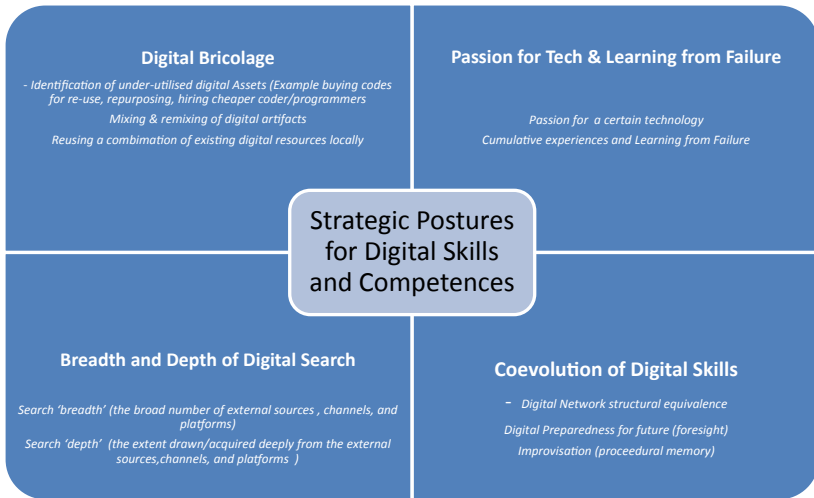 Digital Bricolage
- Identification of under-utilised digital Assets (Example buying codes
for re-use, repurposing, hiring cheaper coder/programmers
Mixing & remixing of digital artifacts
Reusing a combimation of existing digital resources locally
Passion for Tech & Learning from Failure
Passion for a certain technology
Cumulative experiences and Learning from Failure
Strategic Postures
for Digital Skills
and Competences
Breadth and Depth of Digital Search
Search 'breadth' (the broad number of external sources , channels, and
platforms)
Search 'depth' (the extent drawn/acquired deeply from the external
sources,channels, and platforms )
Coevolution of Digital Skills
- Digital Network structural equivalence
Digital Preparedness for future (foresight)
Improvisation (proceedural memory)